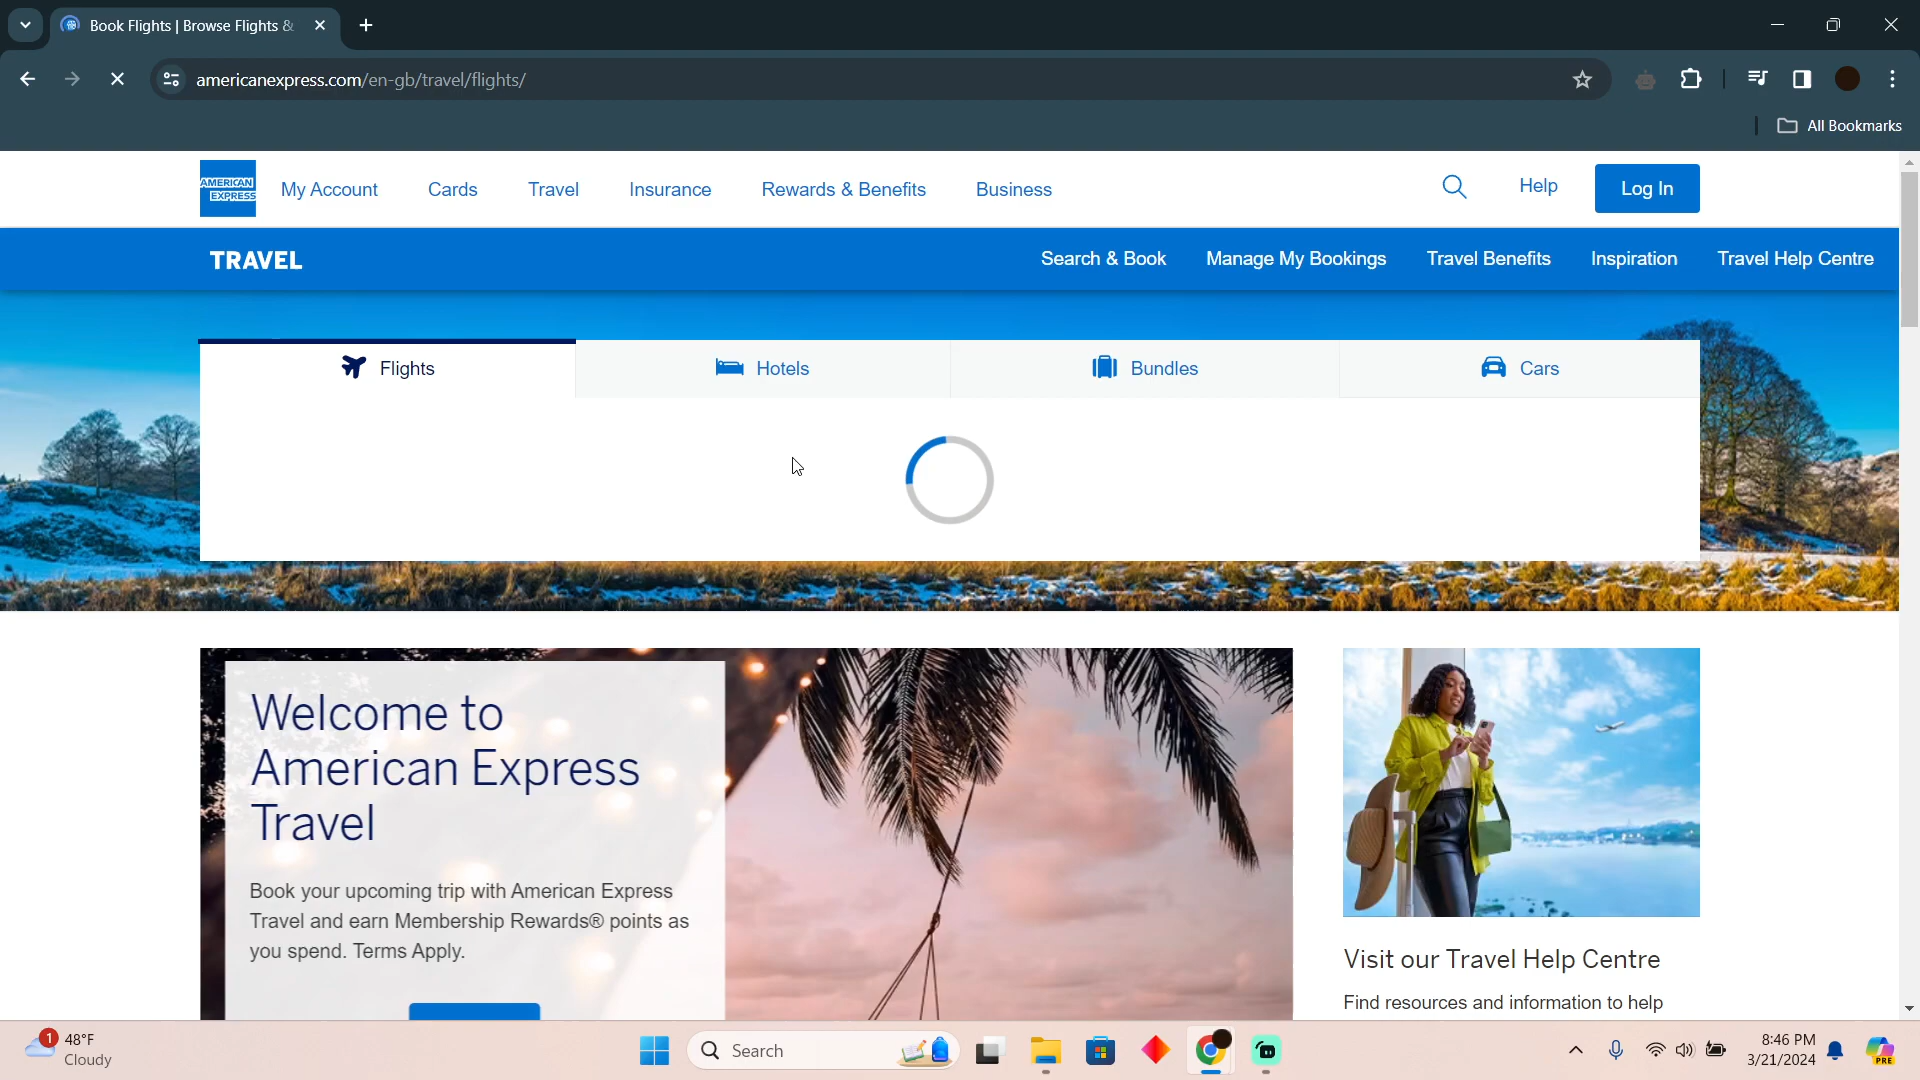 Book Flights | Browse Flights &
americanexpress.com/en-gb/travel/flights/
All Bookmarks
AMERICAN
EXPRESS
My Account
Cards
Travel
Insurance
Rewards & Benefits
Business
Help
Log In
TRAVEL
Search & Book
Manage My Bookings
Travel Benefits
Inspiration
Travel Help Centre
Flights
Hotels
Bundles
Cars
Welcome to
American Express
Travel
Book your upcoming trip with American Express
Travel and earn Membership Rewards® points as
you spend. Terms Apply.
Visit our Travel Help Centre
Find resources and information to help
1
48°F
Cloudy
Search
8:46 PM
3/21/2024
PRE